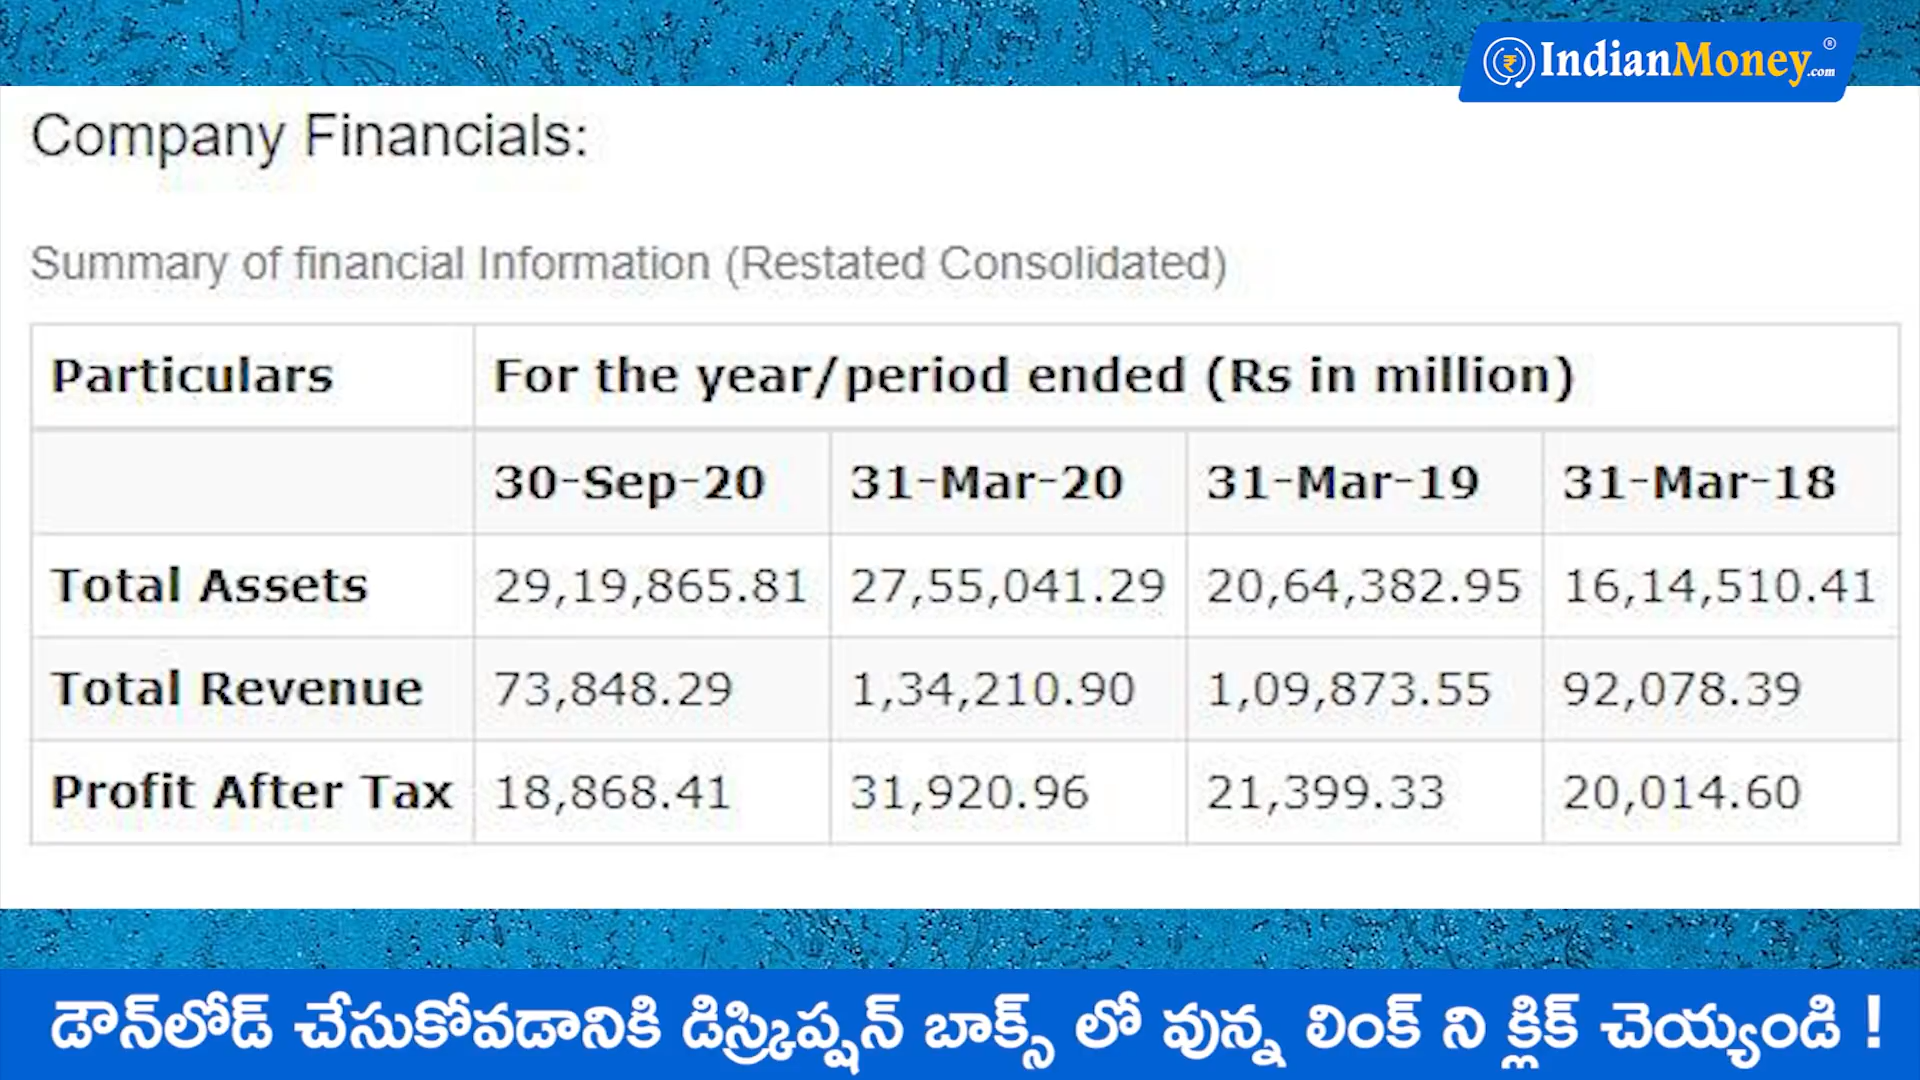 IndianMoney.com
Company Financials:
Summary of financial Information (Restated Consolidated)
Particulars For the year/period ended (Rs in million)
30-Sep-20 31-Mar-20 31-Mar-19 31-Mar-18
Total Assets 29,19,865.81 27,55,041.29 20,64,382.95 16,14,510.41
Total Revenue 73,848.29 1,34,210.90 1,09,873.55 92,078.39
Profit After Tax 18,868.41 31,920.96 21,399.33 20,014.60
డౌన్‌లోడ్ చేసుకోవడానికి డిస్క్రిప్షన్ బాక్స్ లో వున్న లింక్ ని క్లిక్ చెయ్యండి !